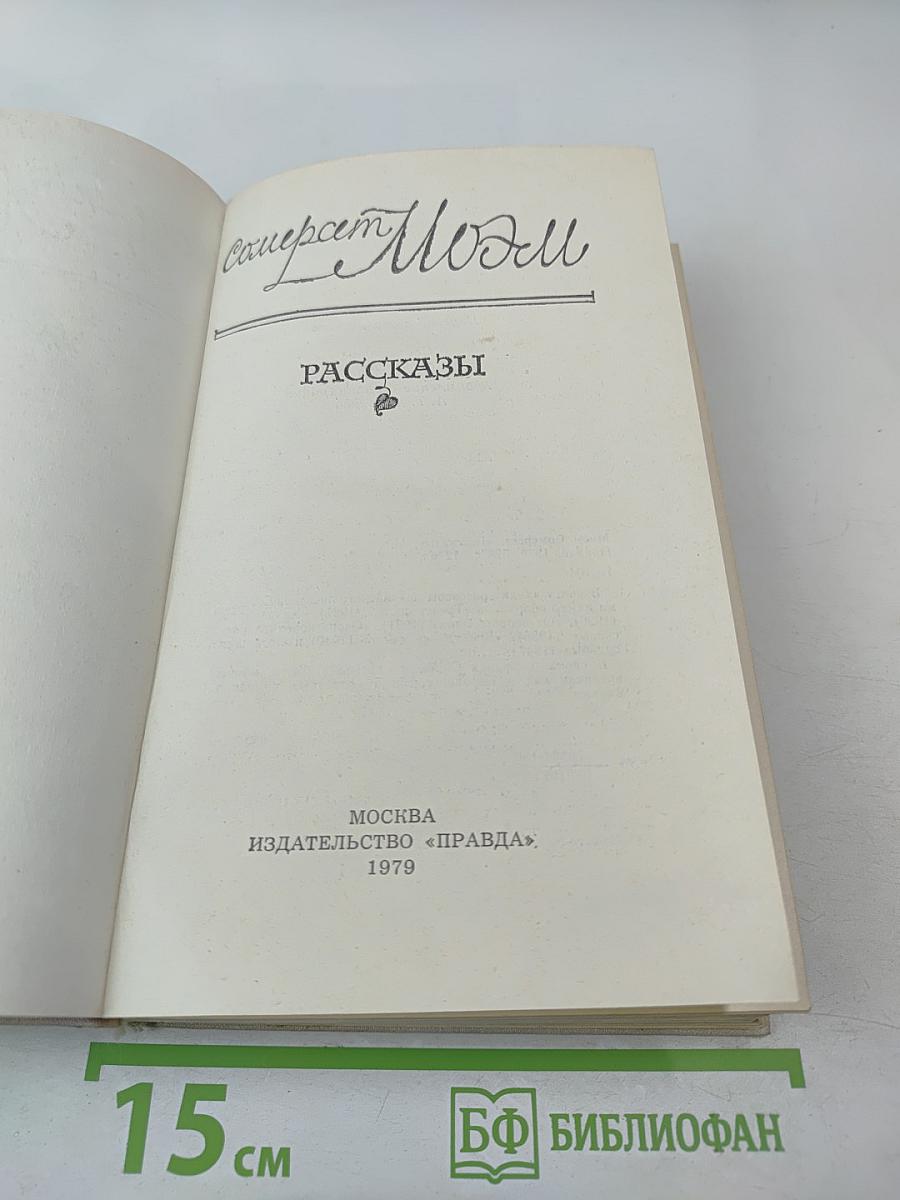 Сомерсет Моэм
РАССКАЗЫ
МОСКВА
ИЗДАТЕЛЬСТВО «ПРАВДА»
1979
15 см
БФ БИБЛИОФАН